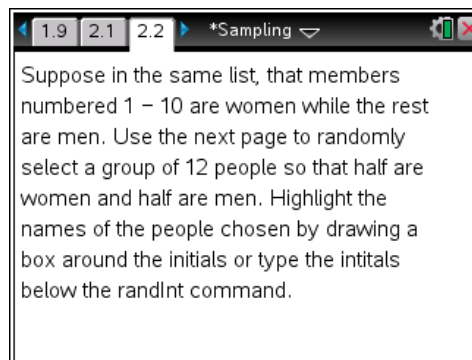 1.9 2.1 2.2 *Sampling
Suppose in the same list, that members
numbered 1 – 10 are women while the rest
are men. Use the next page to randomly
select a group of 12 people so that half are
women and half are men. Highlight the
names of the people chosen by drawing a
box around the initials or type the intitals
below the randInt command.